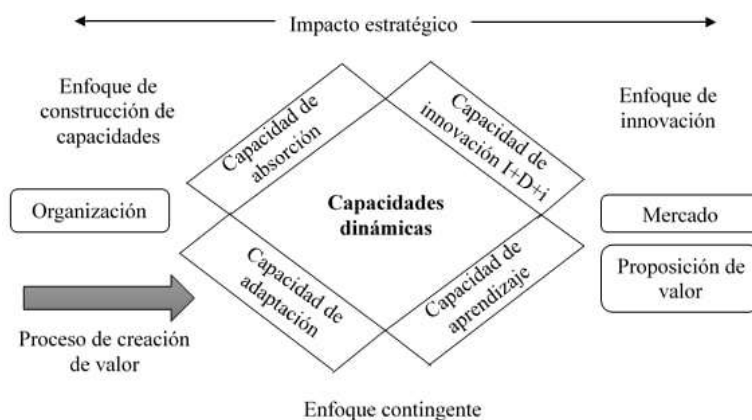 Impacto estratégico
Enfoque de
construcción de
capacidades
Capacidad de
absorción
Capacidad de
innovación I+D+i
Enfoque de
innovación
Organización
Capacidades
dinámicas
Mercado
Proposición de
valor
Capacidad de
adaptación
Capacidad de
aprendizaje
Proceso de creación
de valor
Enfoque contingente